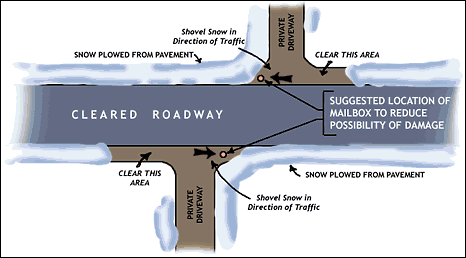 PRIVATE
DRIVEWAY
Shovel Snow in
Direction of Traffic
SNOW PLOWED FROM PAVEMENT
CLEAR THIS AREA
CLEARED ROADWAY
SUGGESTED LOCATION OF
MAILBOX TO REDUCE
POSSIBILITY OF DAMAGE
CLEAR THIS
AREA
SNOW PLOWED FROM PAVEMENT
PRIVATE
DRIVEWAY
Shovel Snow in
Direction of Traffic